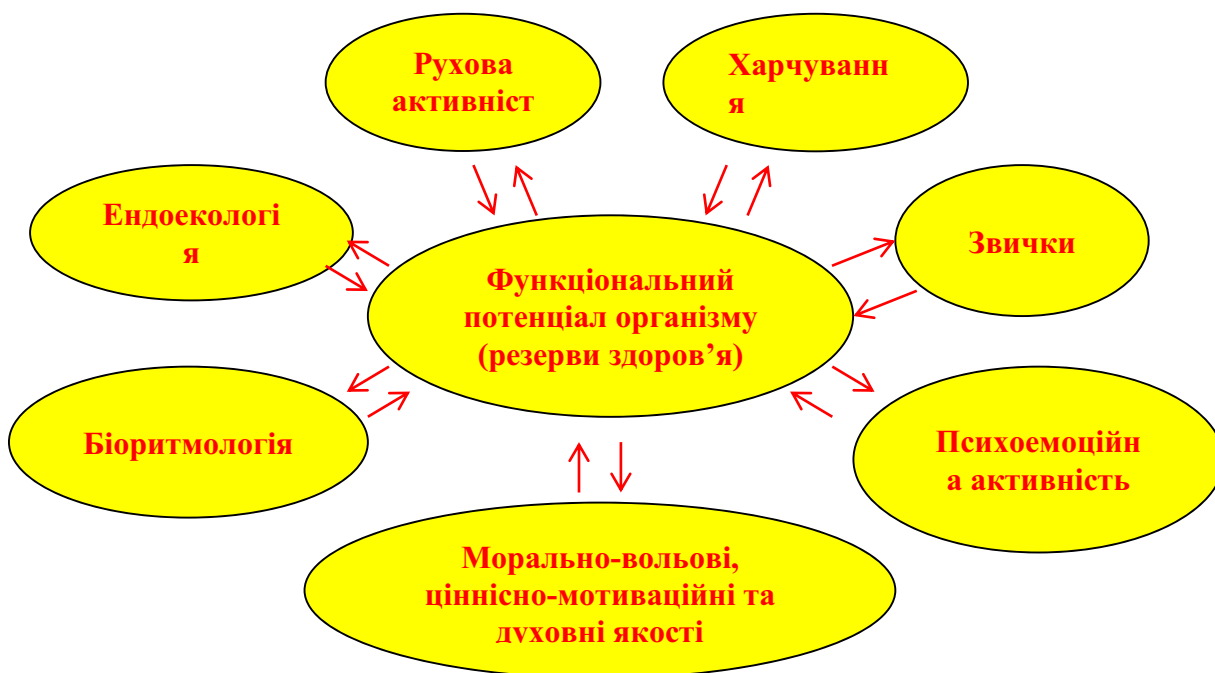 Рухова
активніст
Харчуванн
я
Ендоекологі
я
Звички
Функціональний
потенціал організму
(резерви здоров’я)
Біоритмологія
Психоемоційн
а активність
Морально-вольові,
ціннісно-мотиваційні та
духовні якості